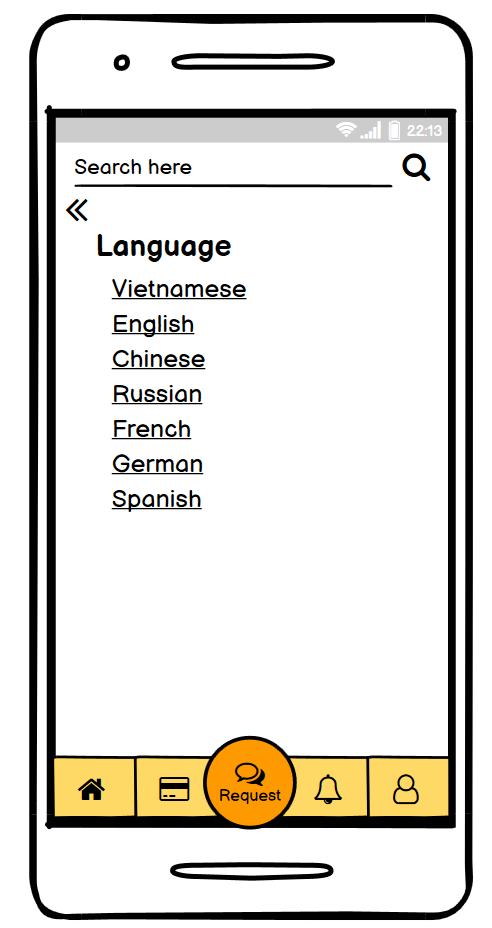 22:13
Search here
Language
Vietnamese
English
Chinese
Russian
French
German
Spanish
Request